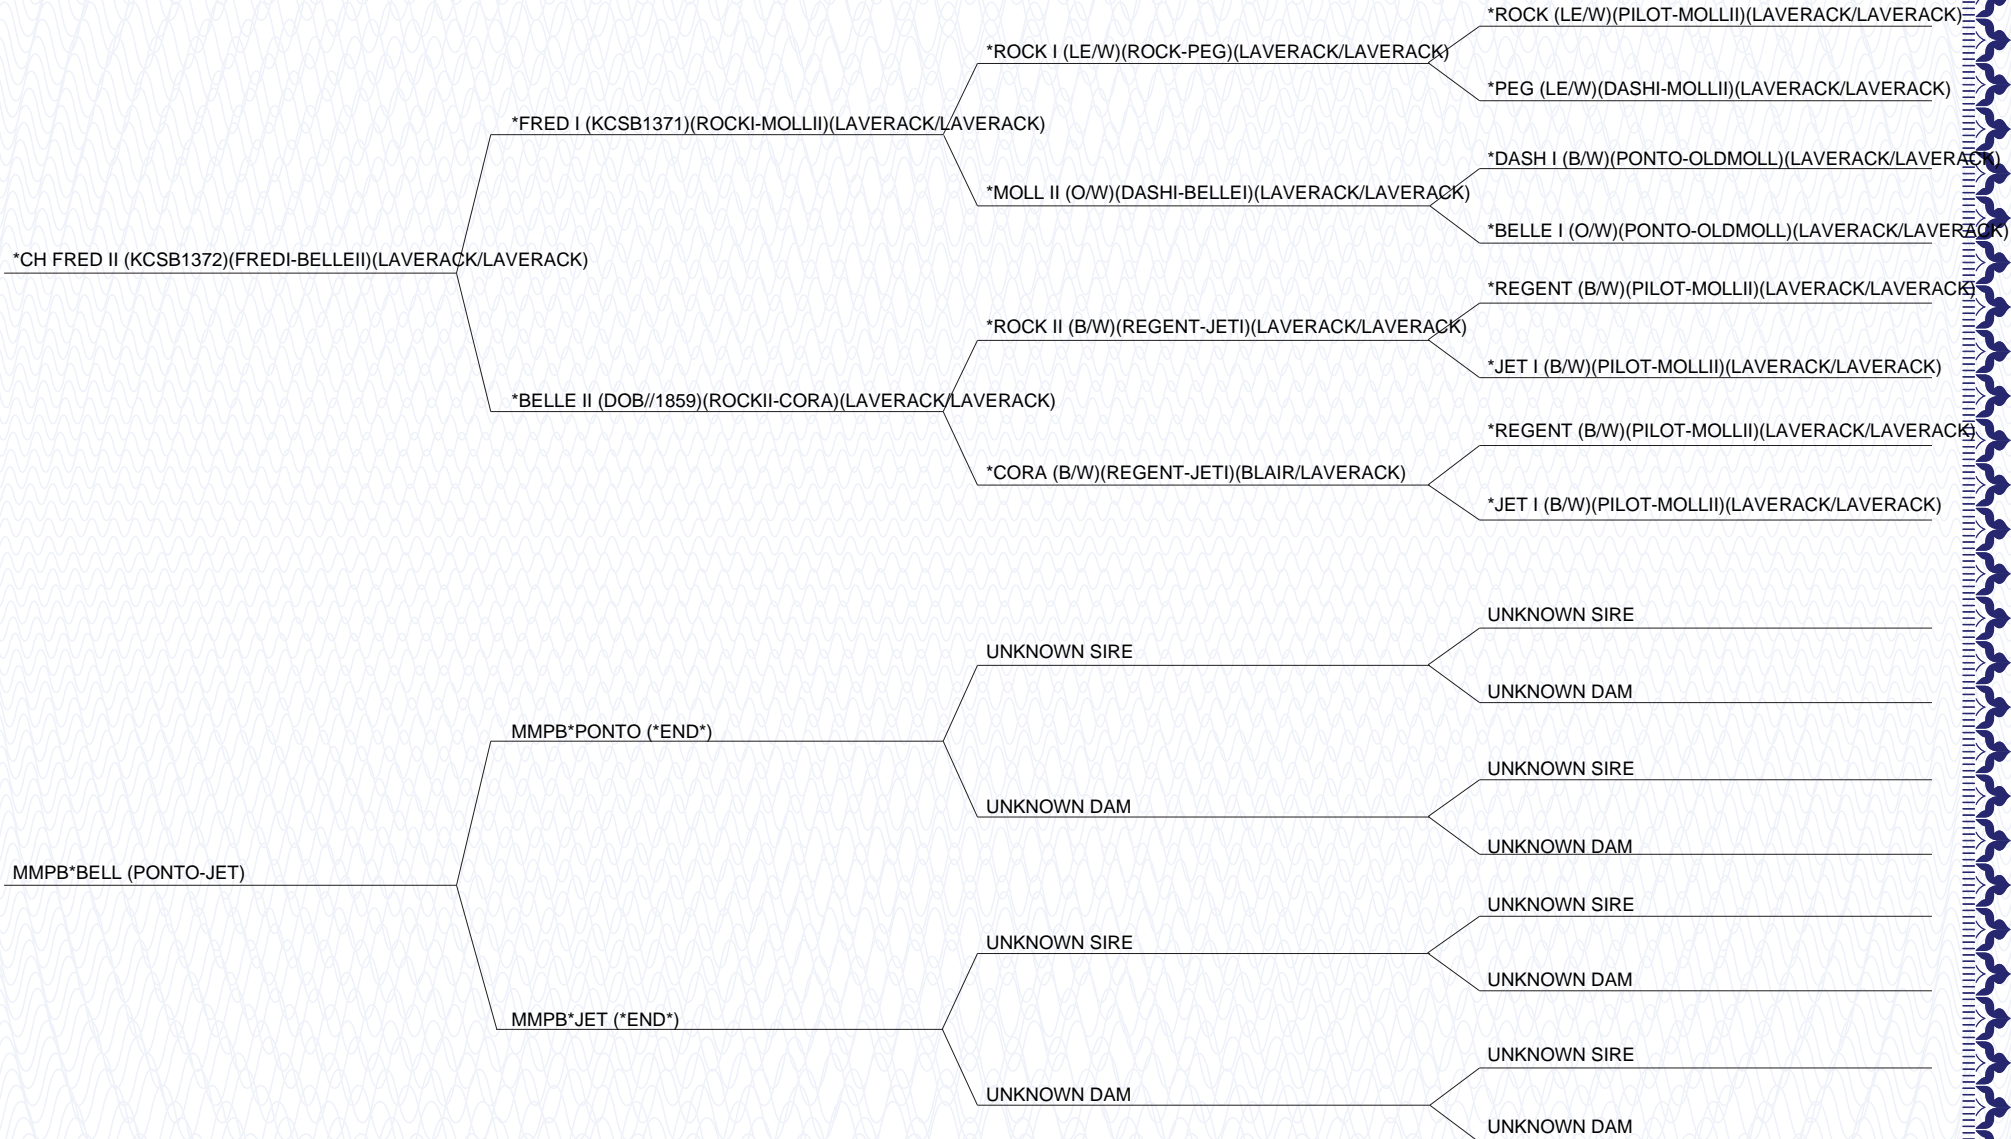 *ROCK (LE/W)(PILOT-MOLLII)(LAVERACK/LAVERACK)
*ROCK I (LE/W)(ROCK-PEG)(LAVERACK/LAVERACK)
*PEG (LE/W)(DASHI-MOLLII)(LAVERACK/LAVERACK)
*FRED I (KCSB1371)(ROCKI-MOLLII)(LAVERACK/LAVERACK)
*DASH I (B/W)(PONTO-OLDMOLL)(LAVERACK/LAVERACK)
*MOLL II (O/W)(DASHI-BELLEI)(LAVERACK/LAVERACK)
*BELLE I (O/W)(PONTO-OLDMOLL)(LAVERACK/LAVERACK)
*CH FRED II (KCSB1372)(FREDI-BELLEII)(LAVERACK/LAVERACK)
*REGENT (B/W)(PILOT-MOLLII)(LAVERACK/LAVERACK)
*ROCK II (B/W)(REGENT-JETI)(LAVERACK/LAVERACK)
*JET I (B/W)(PILOT-MOLLII)(LAVERACK/LAVERACK)
*BELLE II (DOB//1859)(ROCKII-CORA)(LAVERACK/LAVERACK)
*REGENT (B/W)(PILOT-MOLLII)(LAVERACK/LAVERACK)
*CORA (B/W)(REGENT-JETI)(BLAIR/LAVERACK)
*JET I (B/W)(PILOT-MOLLII)(LAVERACK/LAVERACK)
UNKNOWN SIRE
UNKNOWN SIRE
UNKNOWN DAM
MMPB*PONTO (*END*)
UNKNOWN SIRE
UNKNOWN DAM
UNKNOWN DAM
MMPB*BELL (PONTO-JET)
UNKNOWN SIRE
UNKNOWN SIRE
UNKNOWN DAM
MMPB*JET (*END*)
UNKNOWN SIRE
UNKNOWN DAM
UNKNOWN DAM